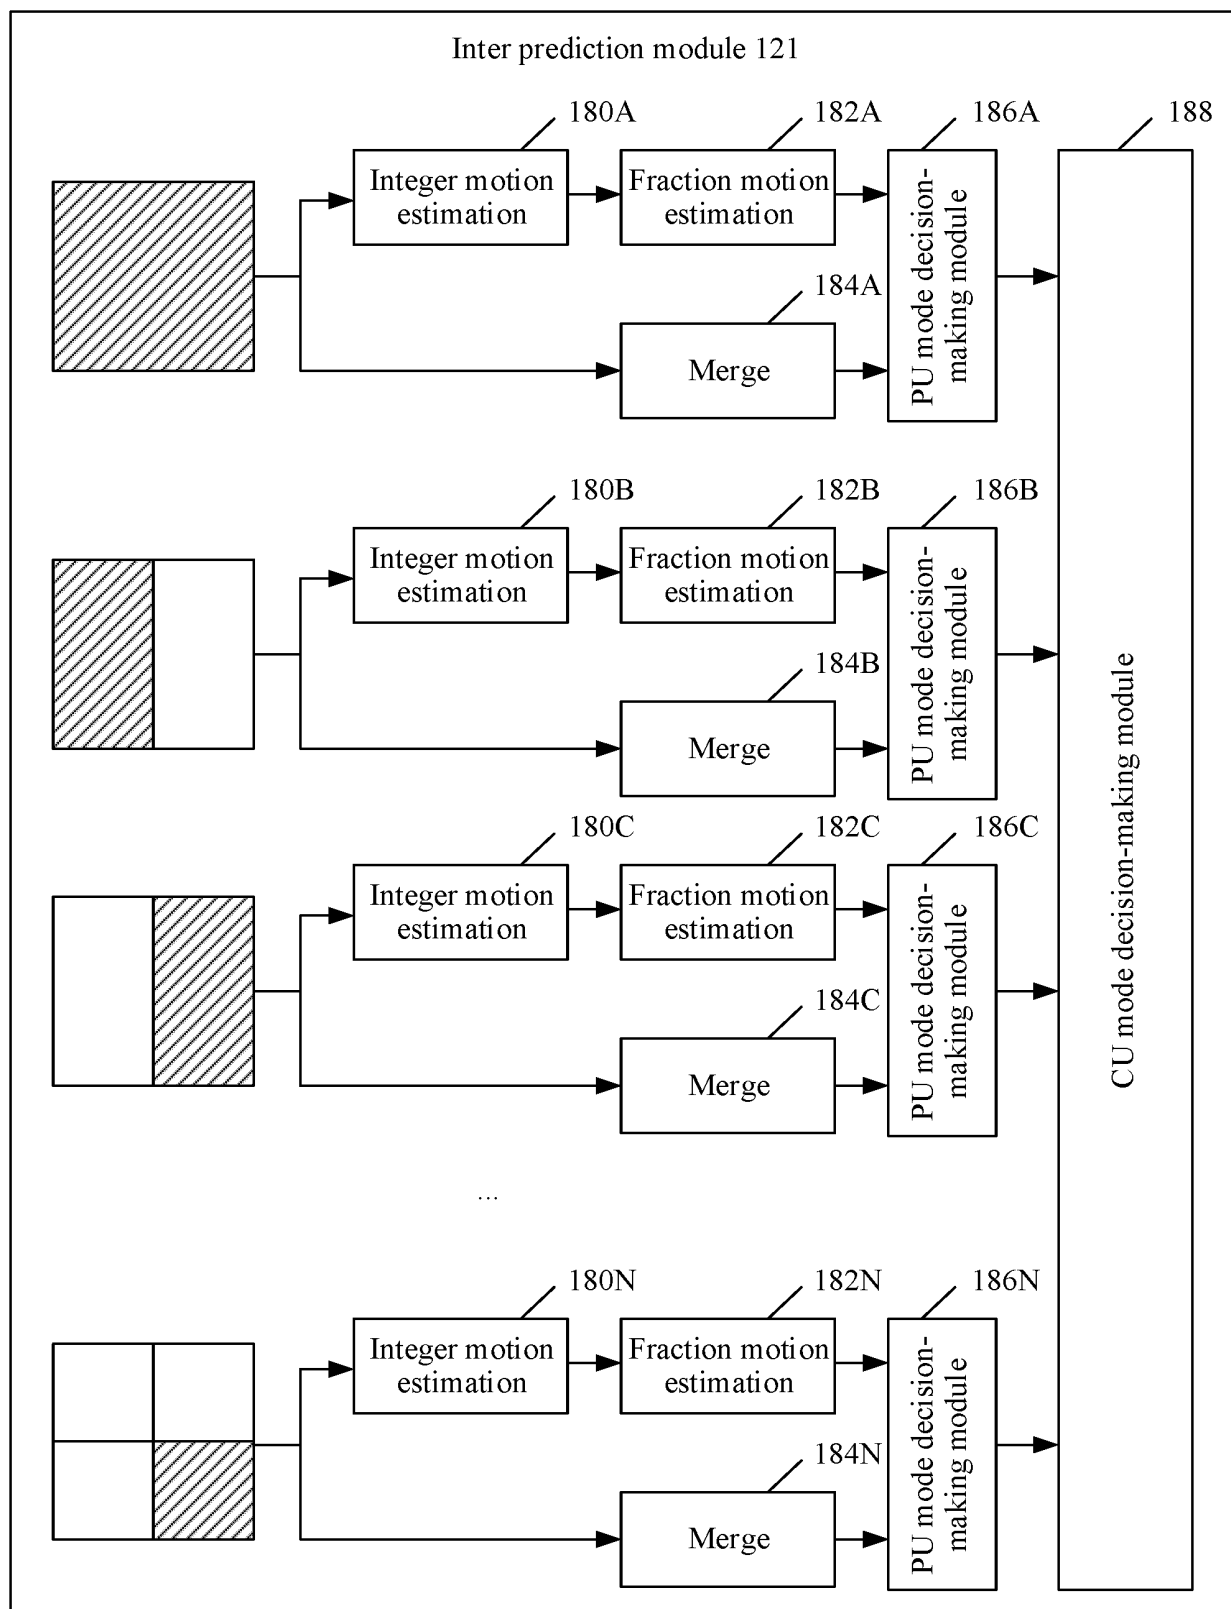 Inter prediction module 121
180A
182A
186A
188
Integer motion
estimation
Fraction motion
estimation
PU mode decision-
making module
184A
Merge
180B
182B
186B
Integer motion
estimation
Fraction motion
estimation
PU mode decision-
making module
184B
Merge
CU mode decision-making module
180C
182C
186C
Integer motion
estimation
Fraction motion
estimation
PU mode decision-
making module
184C
Merge
...
180N
182N
186N
Integer motion
estimation
Fraction motion
estimation
PU mode decision-
making module
184N
Merge